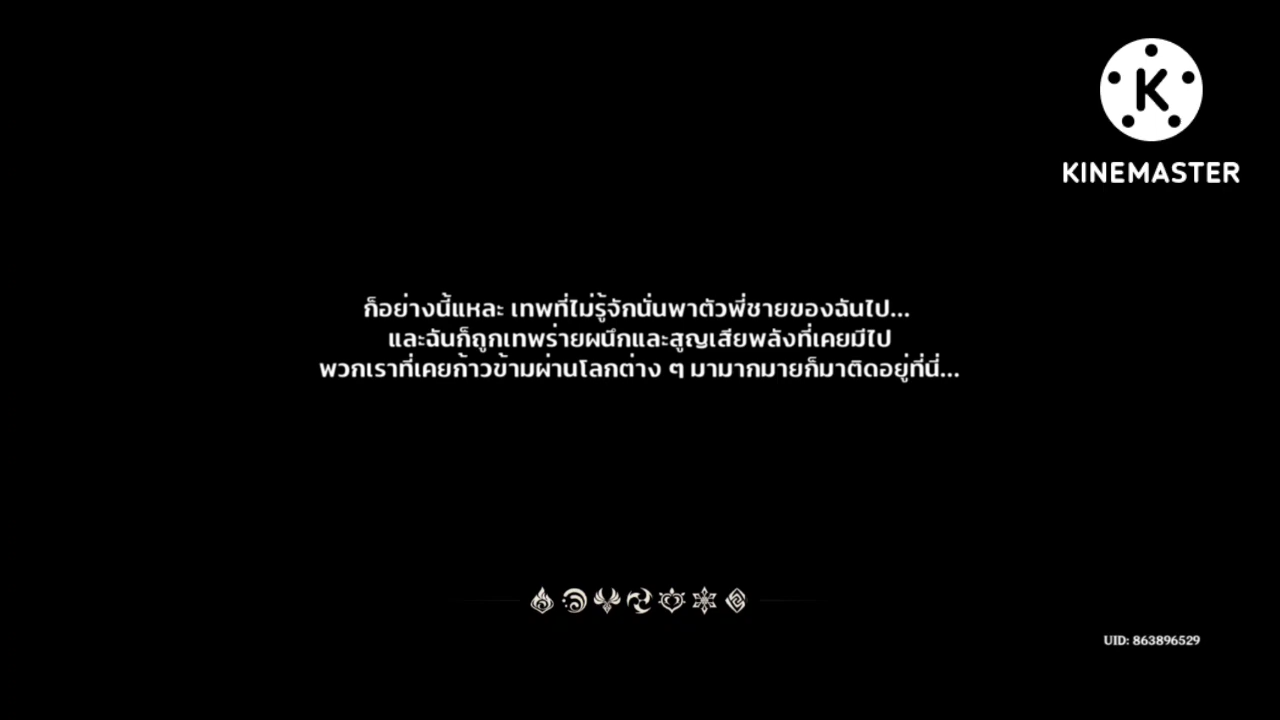 K
KINEMASTER
ก็อย่างนี้แหละ เทพที่ไม่รู้จักนั่นพาตัวพี่ชายของฉันไป...
และฉันก็ถูกเทพร่ายผนึกและสูญเสียพลังที่เคยมีไป
พวกเราที่เคยก้าวข้ามผ่านโลกต่าง ๆ มามากมายก็มาติดอยู่ที่นี่...
UID: 863896529